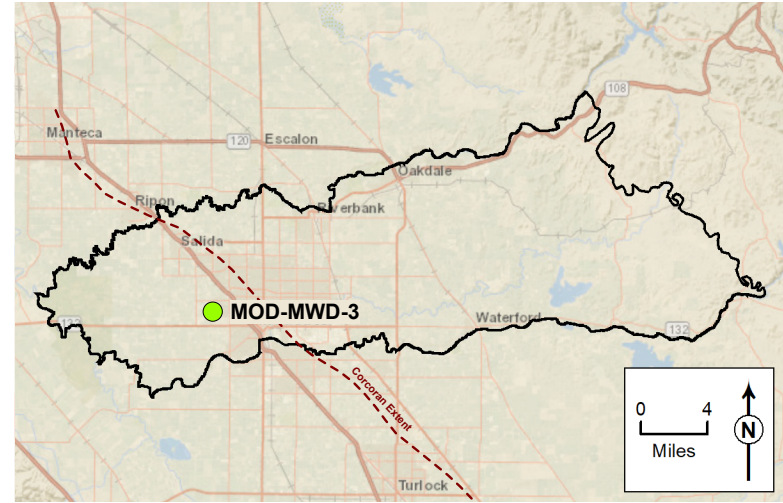 108
Manteca
120
Escalon
Oakdale
Ripon
Riverbank
Salida
MOD-MWD-3
132
Waterford
132
Corcoran Extent
0 4
Miles
N
Turlock